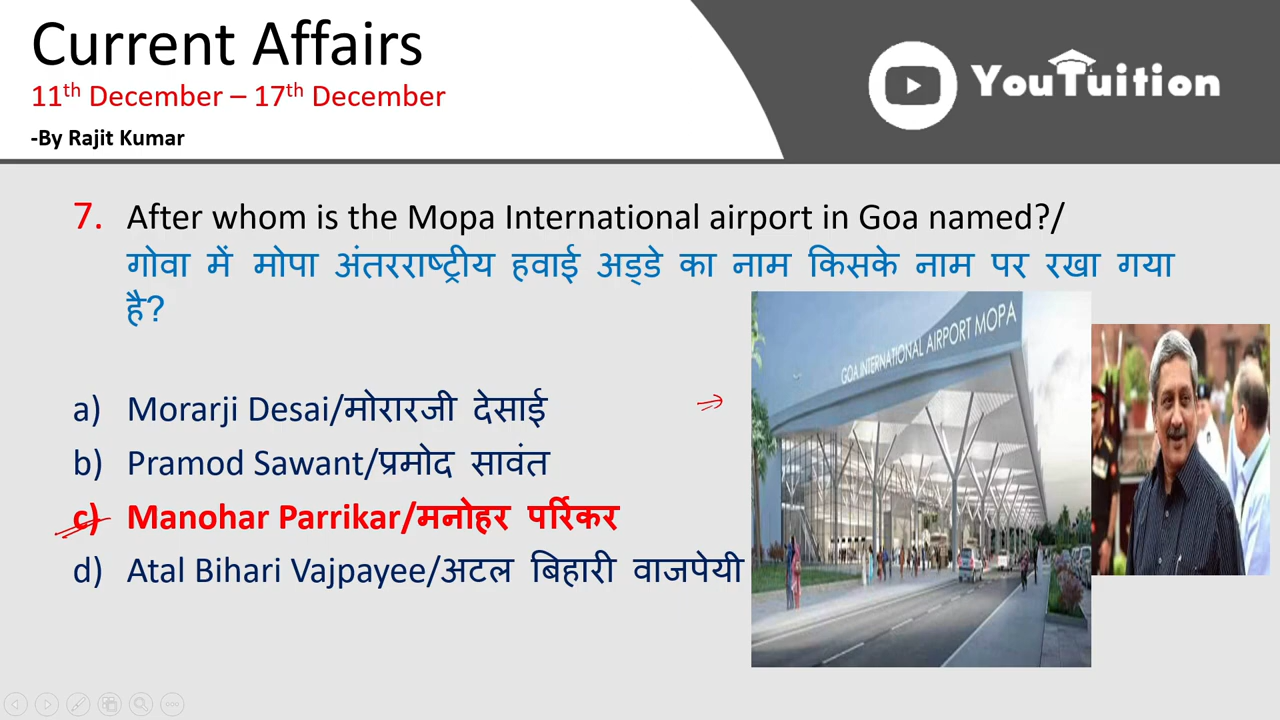 Current Affairs
11th December – 17th December
-By Rajit Kumar
YouTuition
7. After whom is the Mopa International airport in Goa named?/
गोवा में मोपा अंतरराष्ट्रीय हवाई अड्डे का नाम किसके नाम पर रखा गया
है?
GOA INTERNATIONAL AIRPORT MOPA
a) Morarji Desai/मोरारजी देसाई
b) Pramod Sawant/प्रमोद सावंत
c) Manohar Parrikar/मनोहर पर्रिकर
d) Atal Bihari Vajpayee/अटल बिहारी वाजपेयी